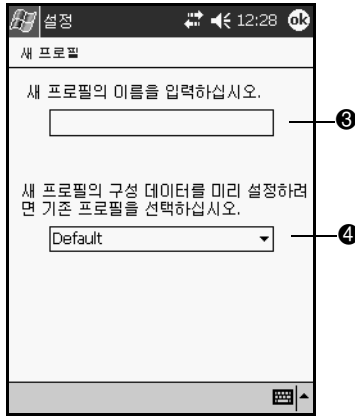 설정 12:28 ok
새 프로필
새 프로필의 이름을 입력하십시오.
❸
새 프로필의 구성 데이터를 미리 설정하려
면 기존 프로필을 선택하십시오.
Default
❹